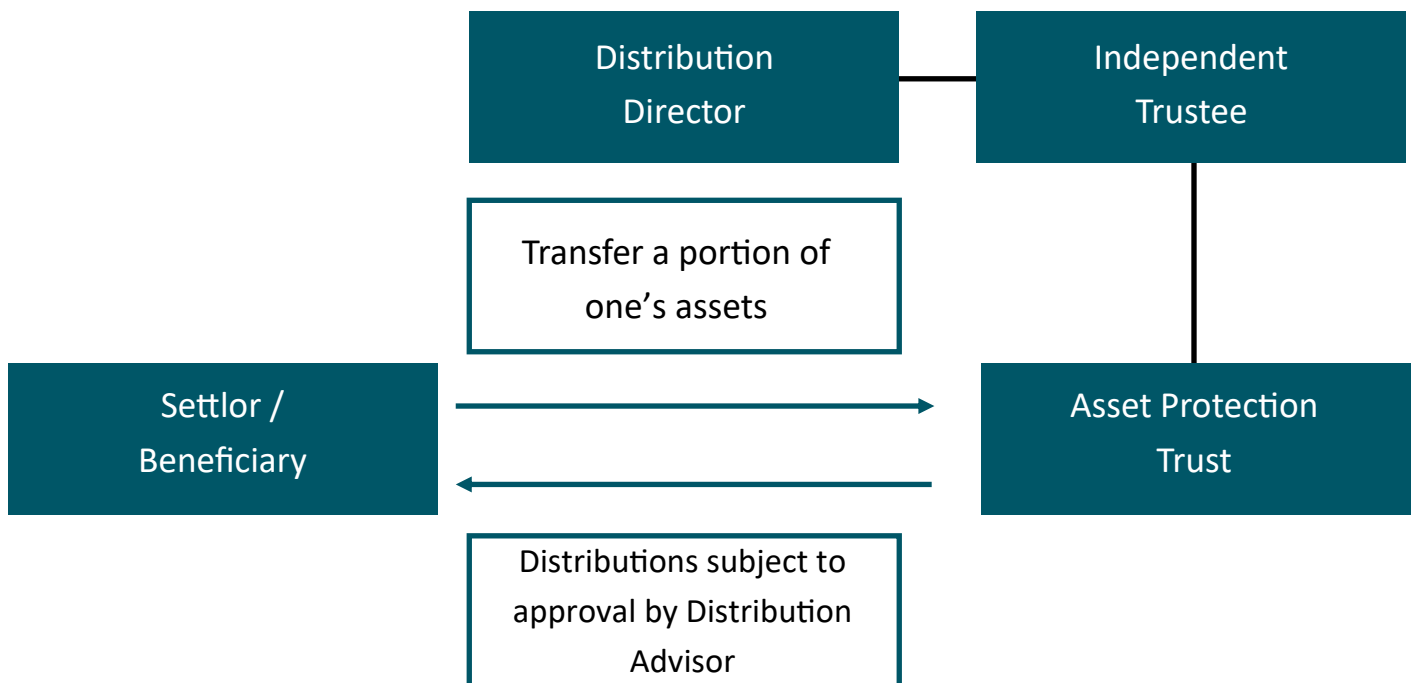 Distribution
Director
Independent
Trustee
Transfer a portion of
one’s assets
Settlor /
Beneficiary
Asset Protection
Trust
Distributions subject to
approval by Distribution
Advisor